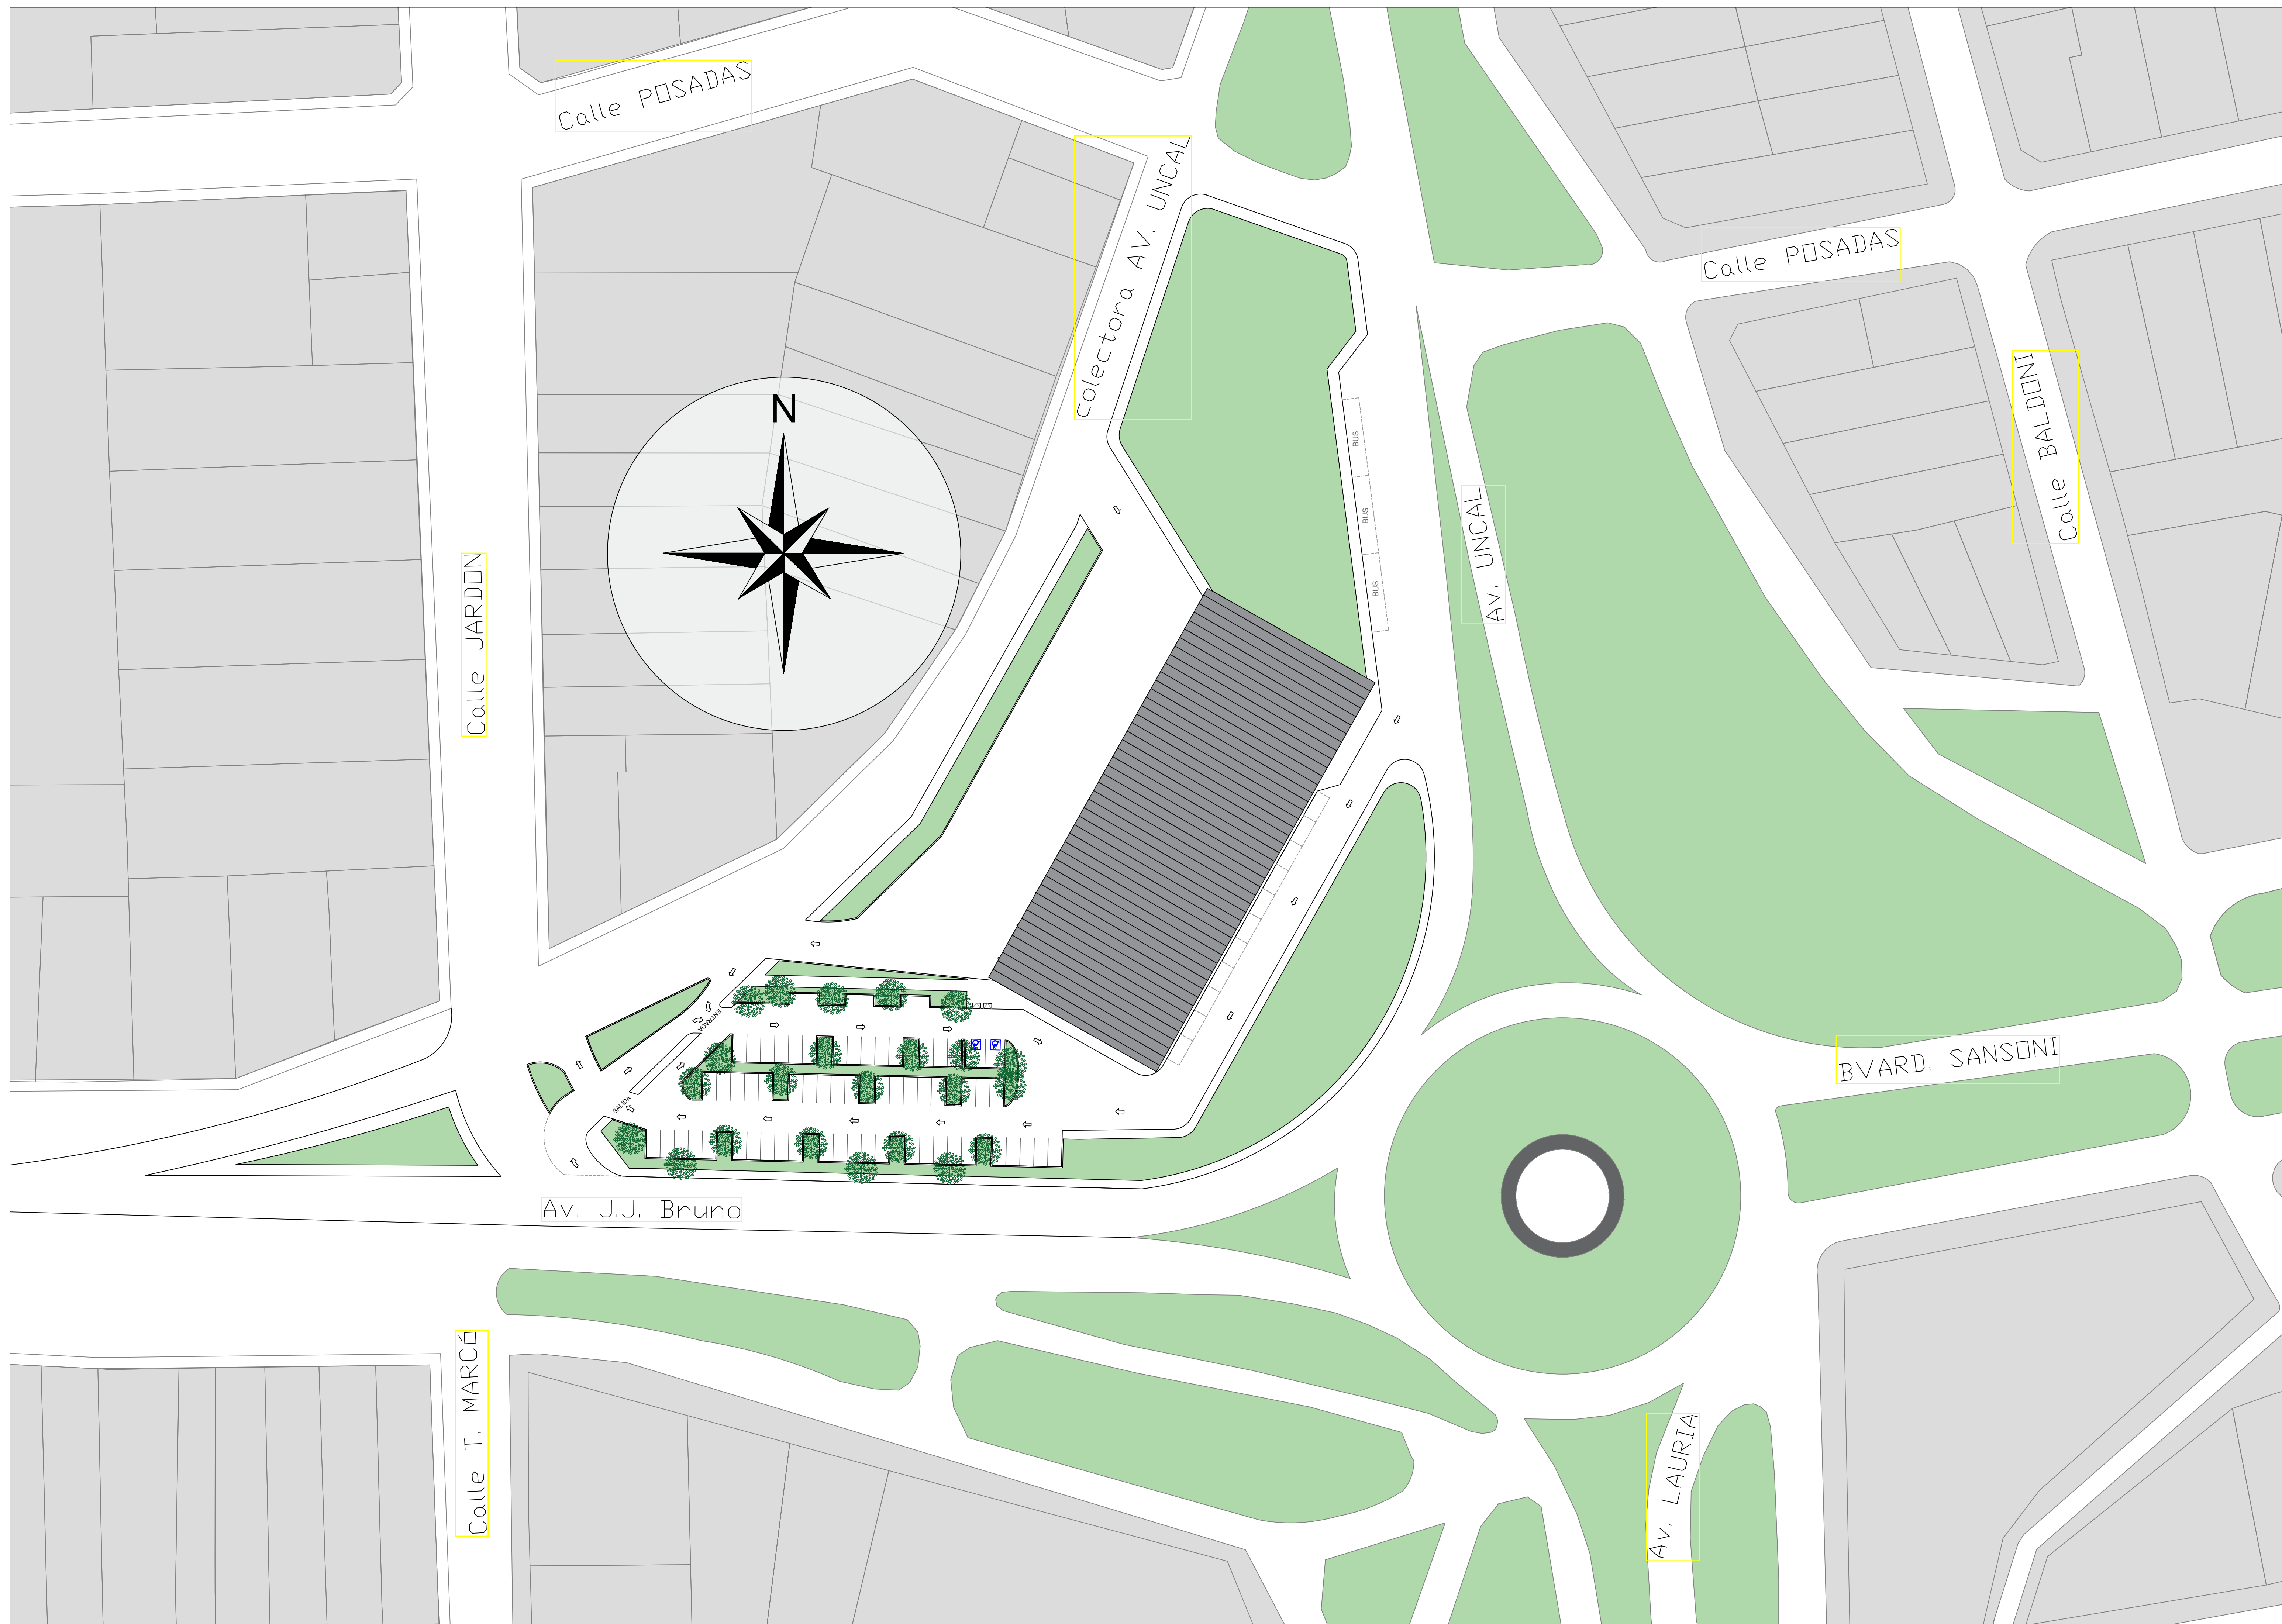 Calle POSADAS
Colectora AV. UNCAL
Calle POSADAS
N
Calle BALDONI
BUS
BUS
BUS
Av. UNCAL
Calle JARDON
ENTRADA
SALIDA
BVARD. SANSONI
Av. J.J. Bruno
Calle T. MARCÒ
Av. LAURIA